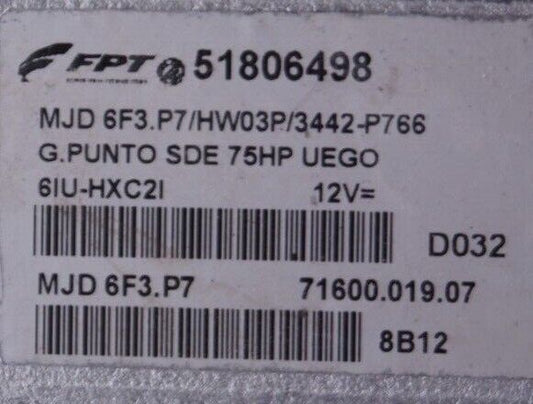 FPT 51806498
MJD 6F3.P7/HW03P/3442-P766
G.PUNTO SDE 75HP UEGO
6IU-HXC2I 12V=
D032
MJD 6F3.P7 71600.019.07
8B12